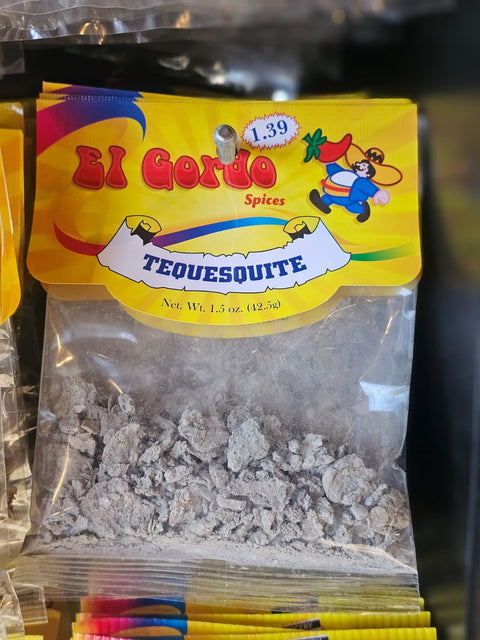 1.39
El Gordo
Spices
TEQUESQUITE
Net. Wt. 1.5 oz. (42.5g)